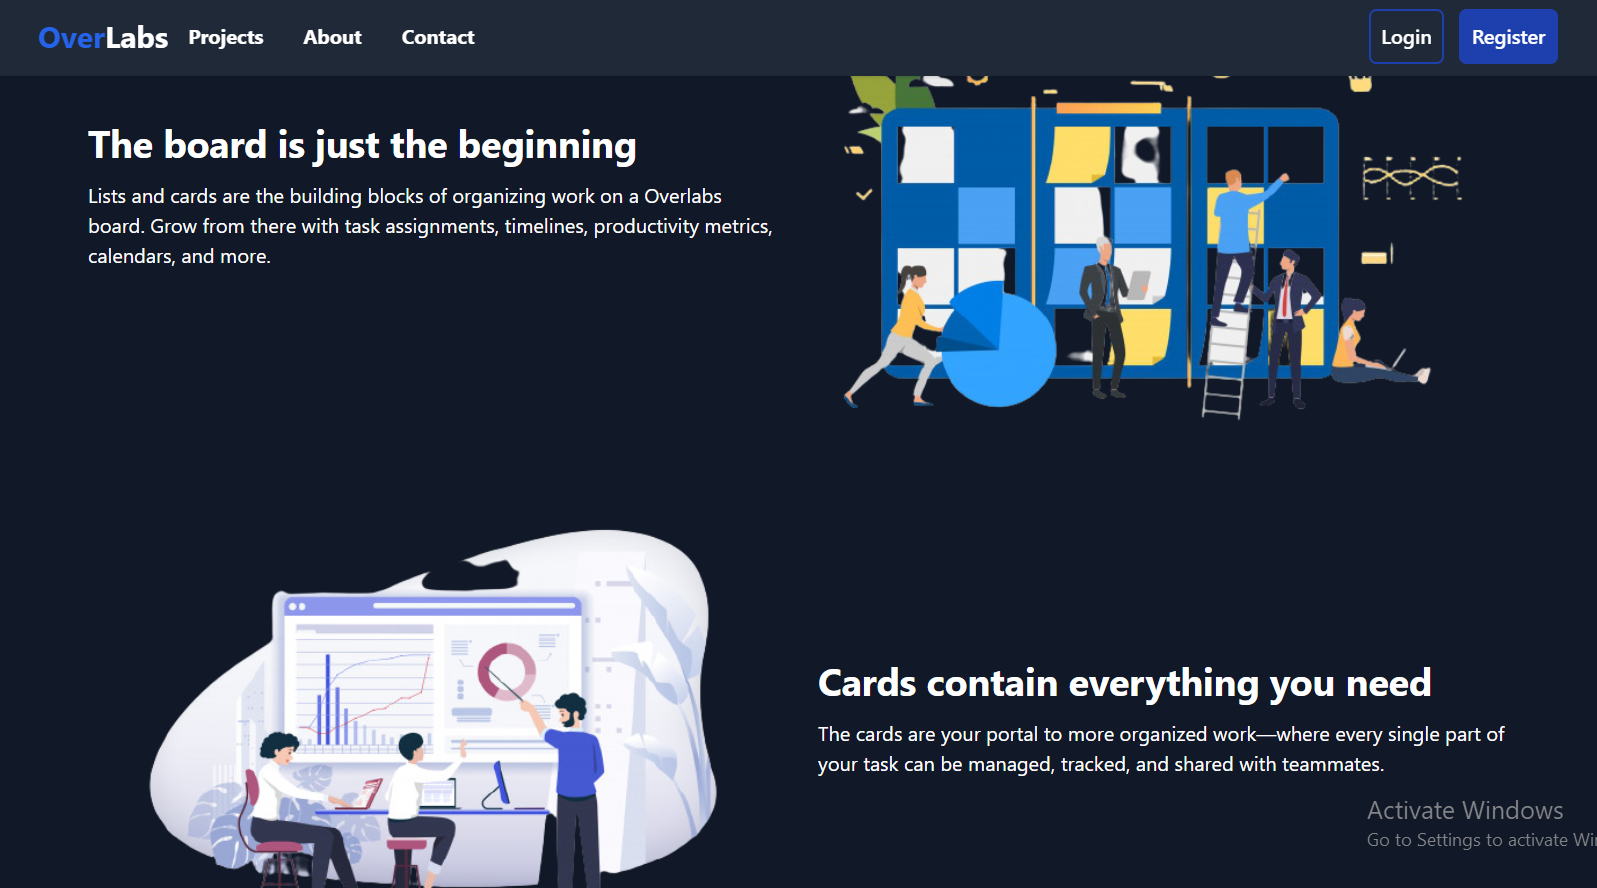 OverLabs Projects About Contact Login Register
The board is just the beginning
Lists and cards are the building blocks of organizing work on a Overlabs
board. Grow from there with task assignments, timelines, productivity metrics,
calendars, and more.
Cards contain everything you need
The cards are your portal to more organized work—where every single part of
your task can be managed, tracked, and shared with teammates.
Activate Windows
Go to Settings to activate Wi